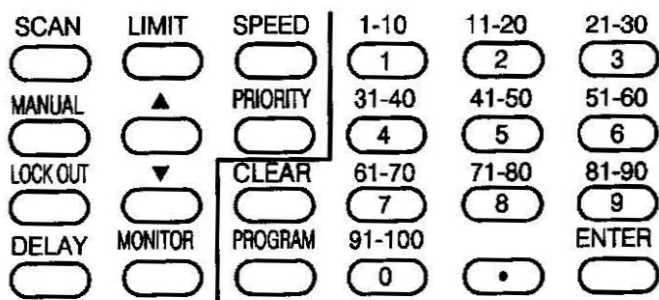 SCAN LIMIT SPEED 1-10 11-20 21-30
1 2 3
MANUAL ▲ PRIORITY 31-40 41-50 51-60
4 5 6
LOCK OUT ▼ CLEAR 61-70 71-80 81-90
7 8 9
DELAY MONITOR PROGRAM 91-100 ENTER
0 •